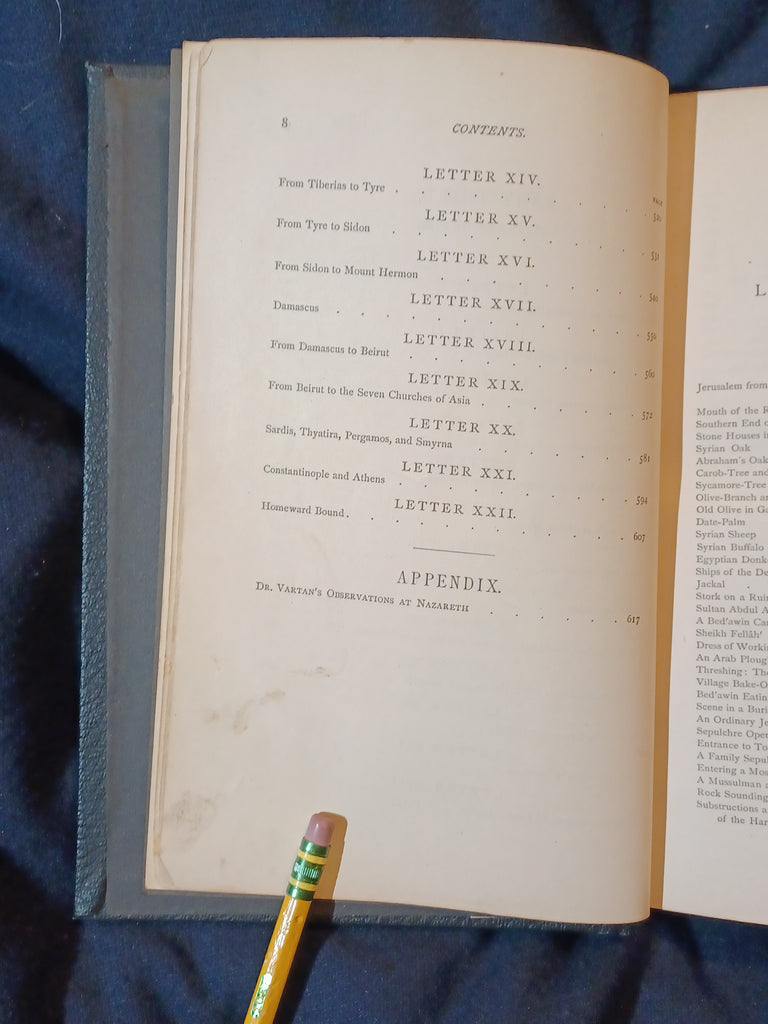 8
CONTENTS.
LETTER XIV.
PAGE
From Tiberias to Tyre . . . . . . . . 520
LETTER XV.
From Tyre to Sidon . . . . . . . . 531
LETTER XVI.
From Sidon to Mount Hermon . . . . . . 540
LETTER XVII.
Damascus . . . . . . . . . . 550
LETTER XVIII.
From Damascus to Beirut . . . . . . . 560
LETTER XIX.
From Beirut to the Seven Churches of Asia . . . . . 572
LETTER XX.
Sardis, Thyatira, Pergamos, and Smyrna . . . . . 581
LETTER XXI.
Constantinople and Athens . . . . . . . 594
LETTER XXII.
Homeward Bound . . . . . . . . 607
APPENDIX.
DR. VARTAN'S OBSERVATIONS AT NAZARETH . . . . . . 617
L
Jerusalem from
Mouth of the R
Southern End o
Stone Houses i
Syrian Oak
Abraham's Oak
Carob-Tree and
Sycamore-Tree
Olive-Branch a
Old Olive in Ga
Date-Palm
Syrian Sheep
Syrian Buffalo
Egyptian Donk
Ships of the De
Jackal .
Stork on a Rui
Sultan Abdul A
A Bed'awin Ca
Sheikh Fellâh'
Dress of Worki
An Arab Ploug
Threshing: The
Village Bake-O
Bed'awin Eatin
Scene in a Buri
An Ordinary Je
Sepulchre Oper
Entrance to To
A Family Sepul
Entering a Mos
A Mussulman a
Rock Sounding
Substructions a
of the Har